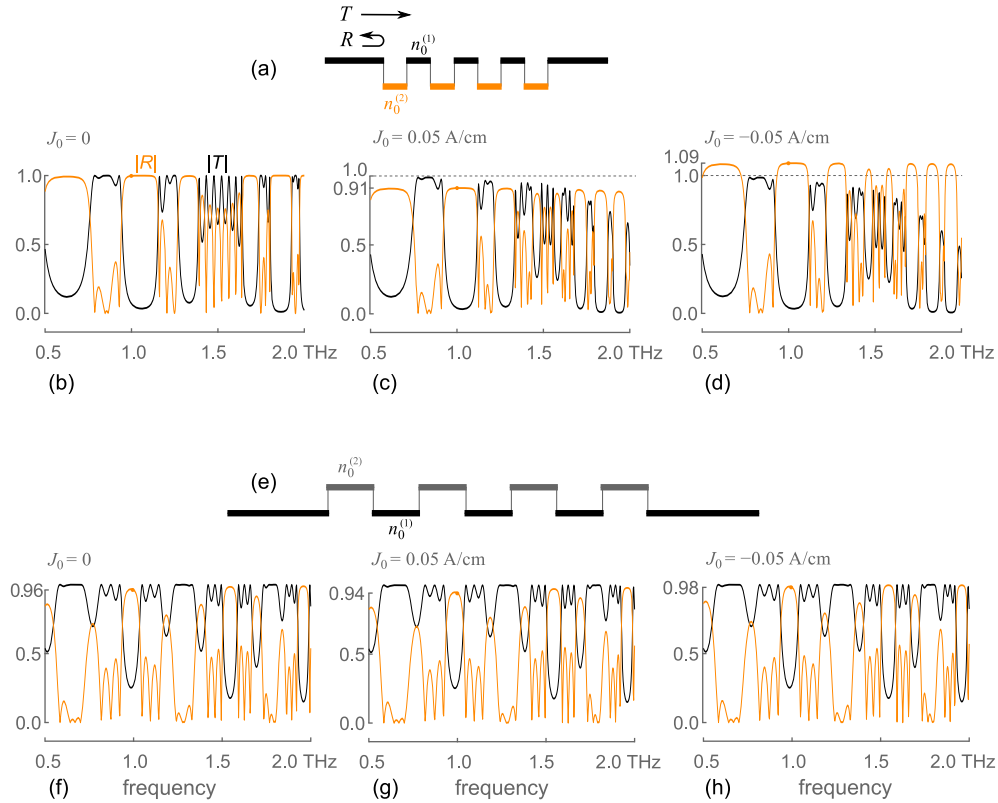 T
R
n₀⁽¹⁾
(a)
n₀⁽²⁾
J₀ = 0
J₀ = 0.05 A/cm
J₀ = −0.05 A/cm
|R|
|T|
1.0
0.5
0.0
0.5 1.0 1.5 2.0 THz
(b)
1.0
0.91
0.5
0.0
0.5 1.0 1.5 2.0 THz
(c)
1.09
1.0
0.5
0.0
0.5 1.0 1.5 2.0 THz
(d)
(e)
n₀⁽²⁾
n₀⁽¹⁾
J₀ = 0
J₀ = 0.05 A/cm
J₀ = −0.05 A/cm
0.96
0.5
0.0
0.5 1.0 1.5 2.0 THz
(f)
frequency
0.94
0.5
0.0
0.5 1.0 1.5 2.0 THz
(g)
frequency
0.98
0.5
0.0
0.5 1.0 1.5 2.0 THz
(h)
frequency